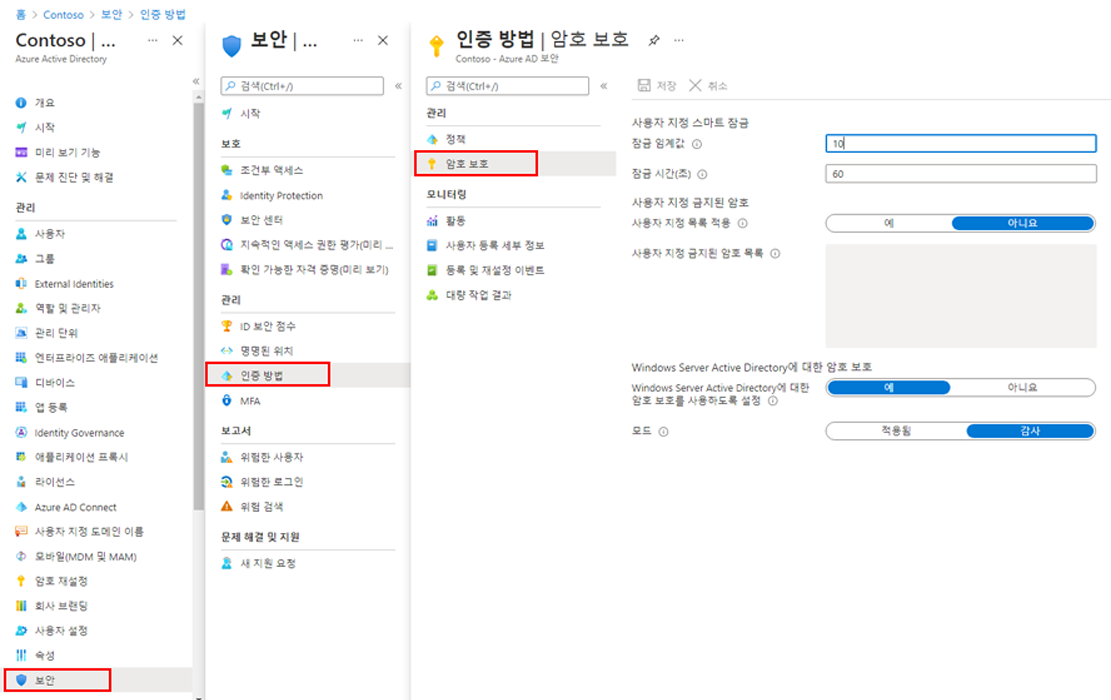 홈 > Contoso > 보안 > 인증 방법
Contoso | ...
Azure Active Directory
개요
시작
미리 보기 기능
문제 진단 및 해결
관리
사용자
그룹
External Identities
역할 및 관리자
관리 단위
엔터프라이즈 애플리케이션
디바이스
앱 등록
Identity Governance
애플리케이션 프록시
라이선스
Azure AD Connect
사용자 지정 도메인 이름
모바일(MDM 및 MAM)
암호 재설정
회사 브랜딩
사용자 설정
속성
보안
보안 | ...
검색(Ctrl+/)
시작
보호
조건부 액세스
Identity Protection
보안 센터
지속적인 액세스 권한 평가(미리 ...
확인 가능한 자격 증명(미리 보기)
관리
ID 보안 점수
명명된 위치
인증 방법
MFA
보고서
위험한 사용자
위험한 로그인
위험 검색
문제 해결 및 지원
새 지원 요청
인증 방법 | 암호 보호
Contoso - Azure AD 보안
검색(Ctrl+/)
관리
정책
암호 보호
모니터링
활동
사용자 등록 세부 정보
등록 및 재설정 이벤트
대량 작업 결과
저장 취소
사용자 지정 스마트 잠금
잠금 임계값 10
잠금 시간(초) 60
사용자 지정 금지된 암호
사용자 지정 목록 적용 예 아니요
사용자 지정 금지된 암호 목록
Windows Server Active Directory에 대한 암호 보호
Windows Server Active Directory에 대한
암호 보호를 사용하도록 설정 예 아니요
모드 적용됨 감사